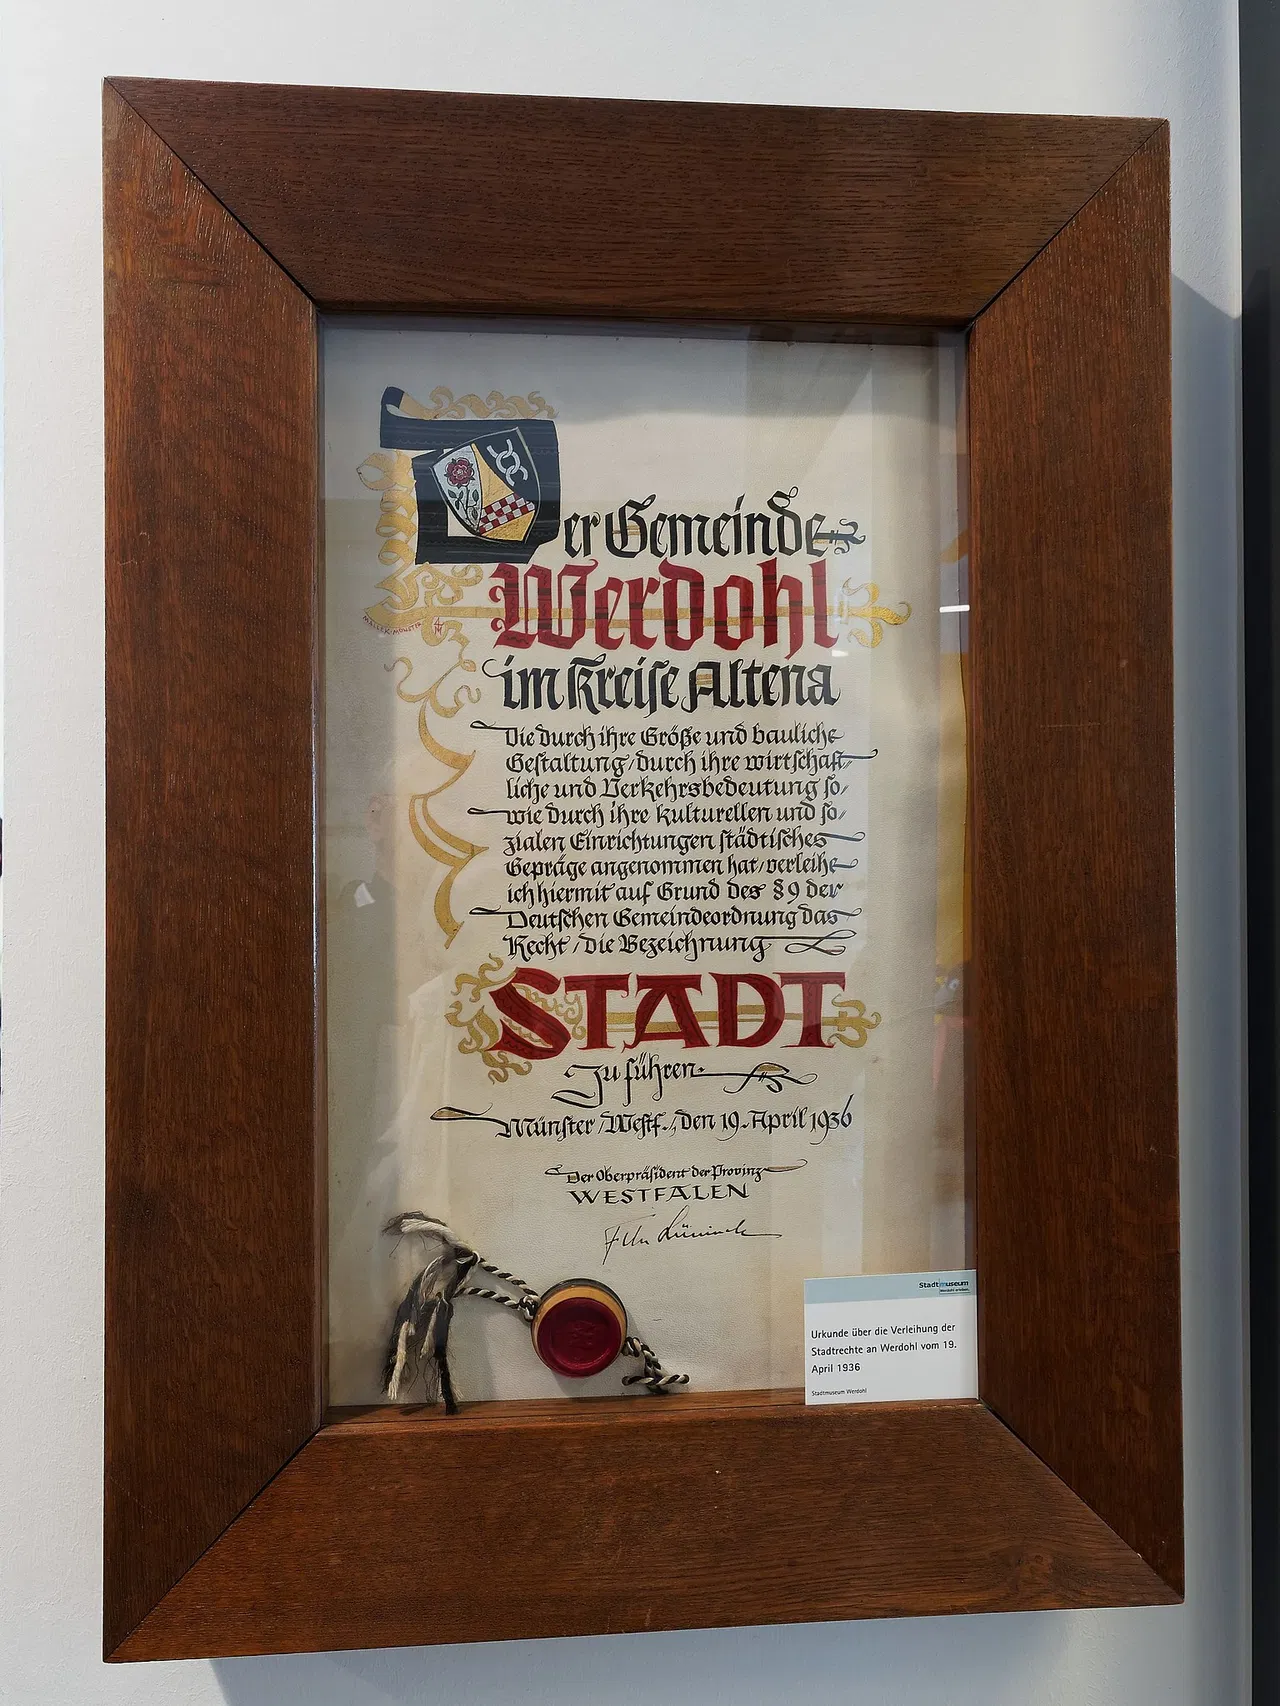 Der Gemeinde
Werdohl
im Kreise Altena
Die durch ihre Größe und bauliche
Gestaltung, durch ihre wirtschaft-
liche und Verkehrsbedeutung so-
wie durch ihre kulturellen und so-
zialen Einrichtungen städtisches
Gepräge angenommen hat, verleihe
ich hiermit auf Grund des §9 der
Deutschen Gemeindeordnung das
Recht, die Bezeichnung
STADT
Zu führen.
Münster, Westf., den 19. April 1936
Der Oberpräsident der Provinz
WESTFALEN
Stadtmuseum
Werdohl erleben.
Urkunde über die Verleihung der
Stadtrechte an Werdohl vom 19.
April 1936
Stadtmuseum Werdohl